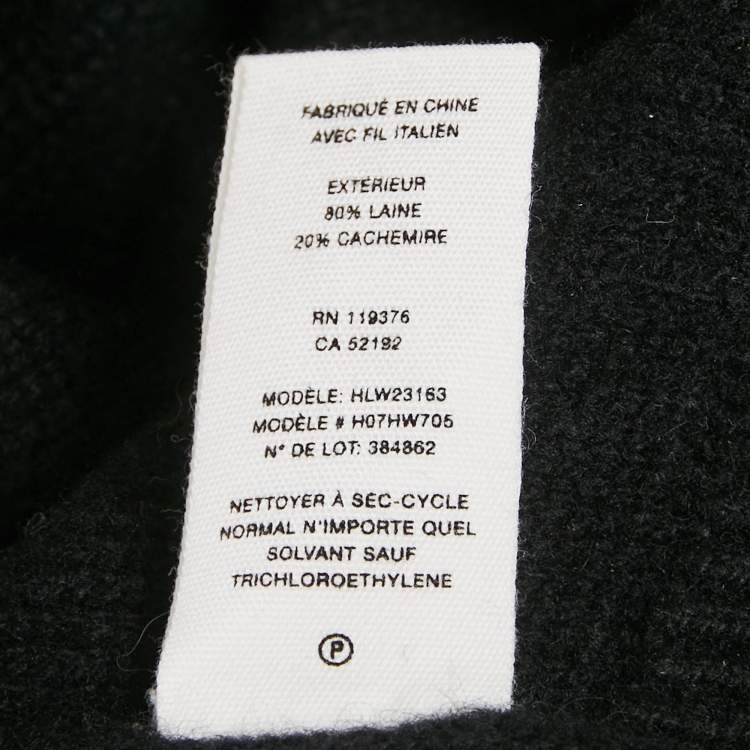 FABRIQUÉ EN CHINE
AVEC FIL ITALIEN
EXTÉRIEUR
80% LAINE
20% CACHEMIRE
RN 119376
CA 52192
MODÈLE: HLW23163
MODÈLE # H07HW705
N° DE LOT: 384862
NETTOYER À SEC-CYCLE
NORMAL N'IMPORTE QUEL
SOLVANT SAUF
TRICHLOROETHYLENE
P